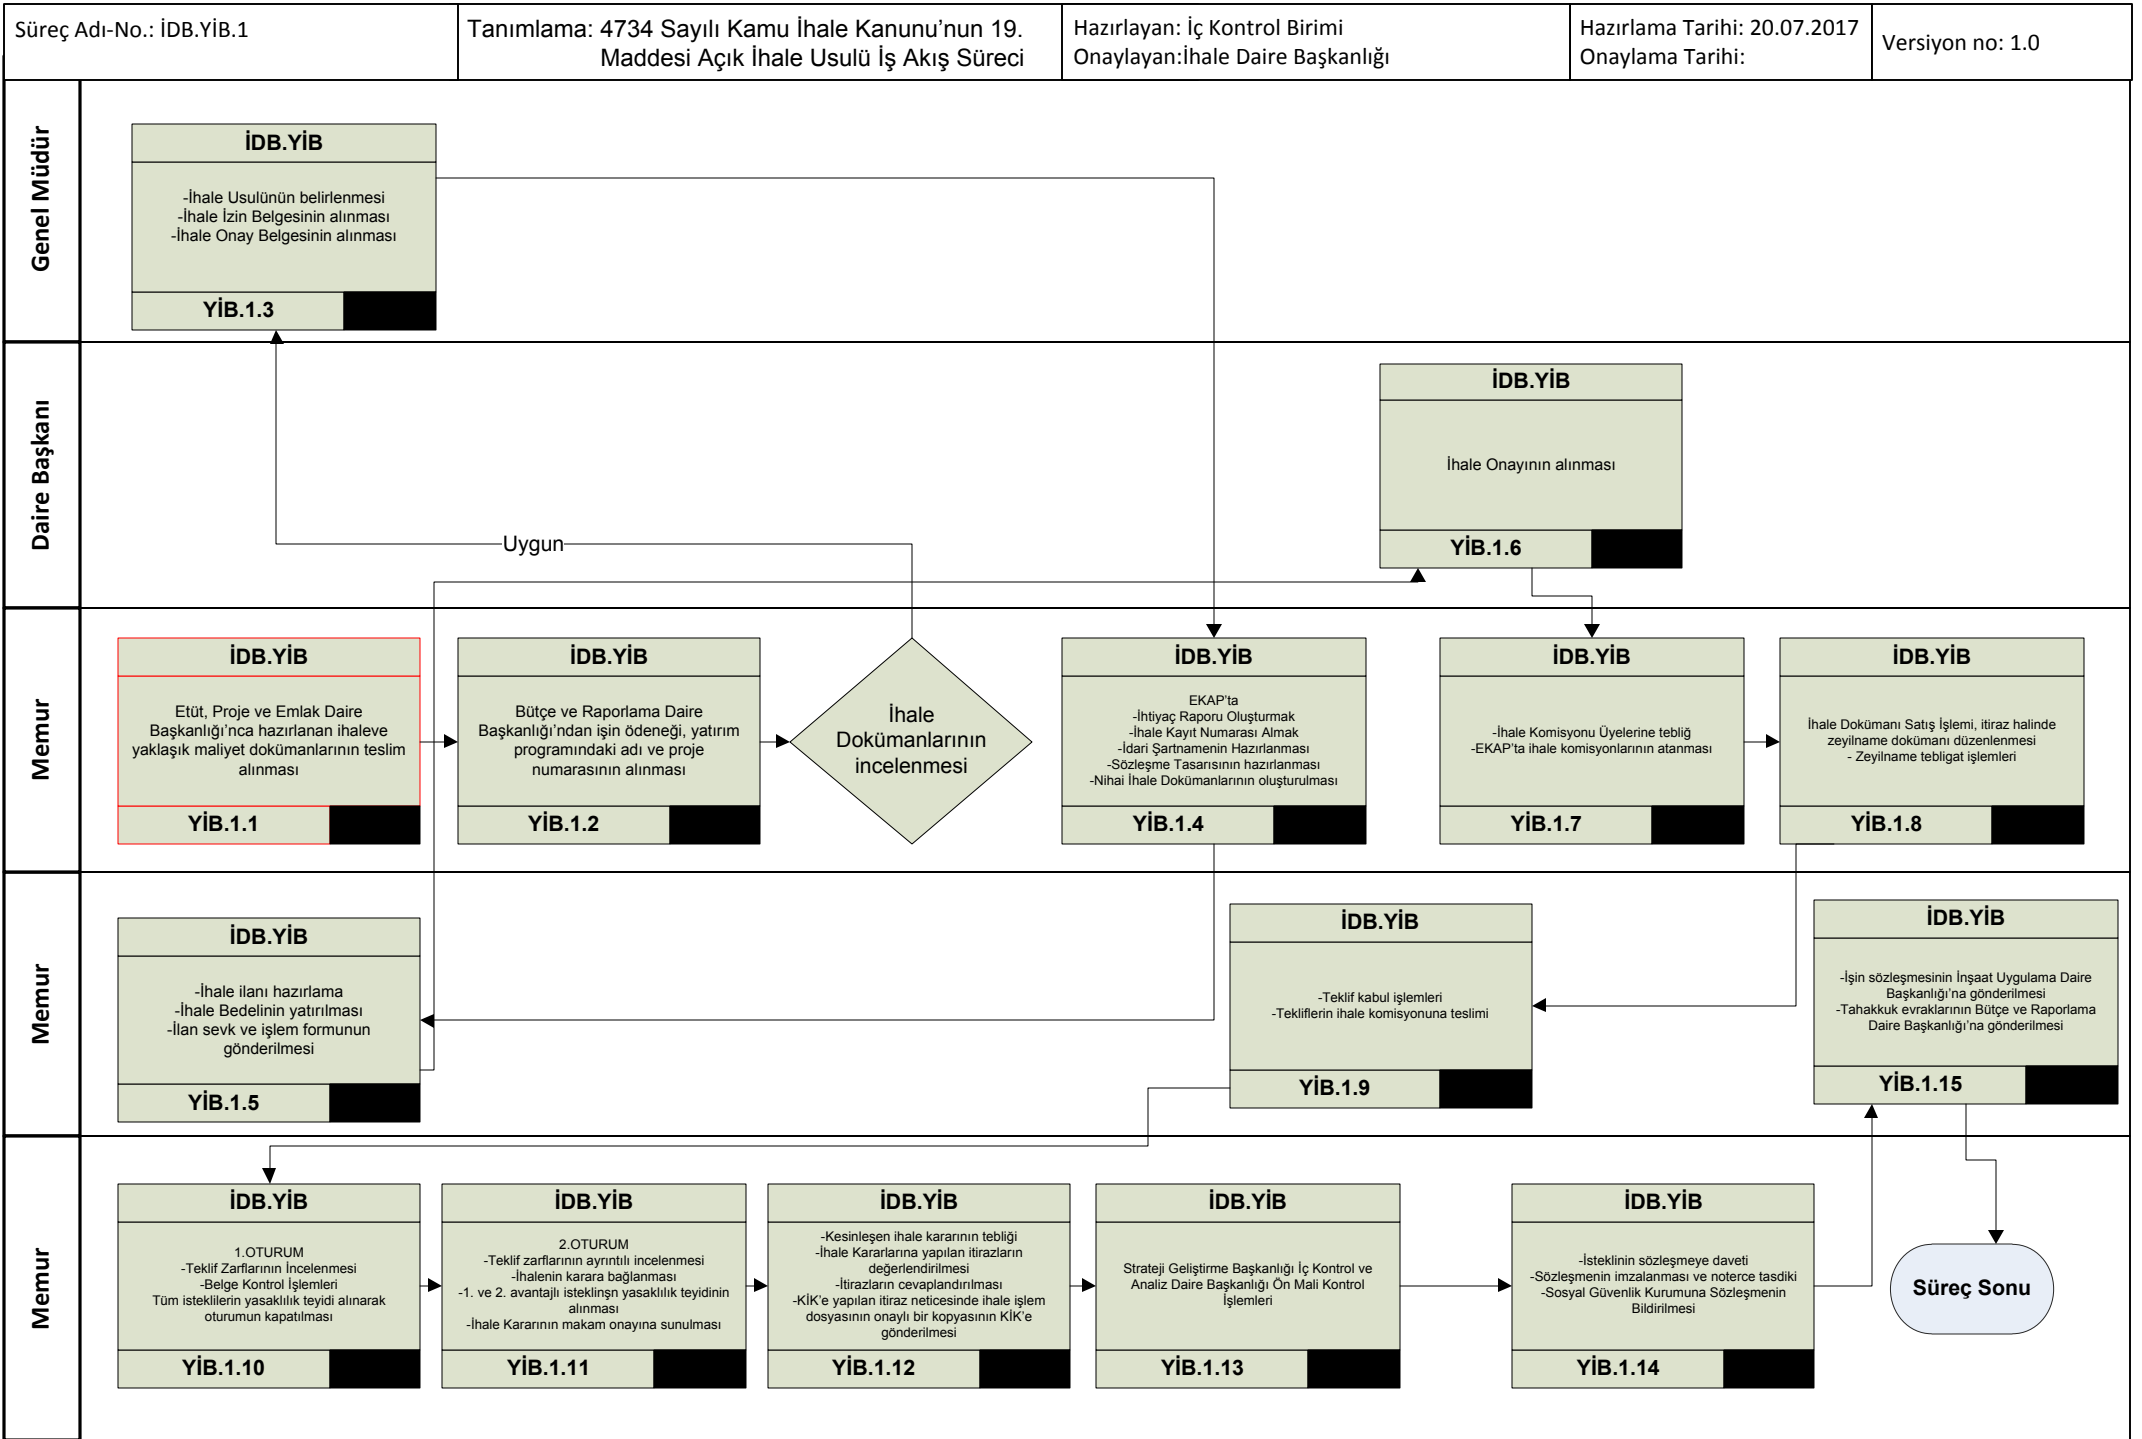 Süreç Adı-No.: İDB.YİB.1
Tanımlama: 4734 Sayılı Kamu İhale Kanunu’nun 19.
Maddesi Açık İhale Usulü İş Akış Süreci
Hazırlayan: İç Kontrol Birimi
Onaylayan:İhale Daire Başkanlığı
Hazırlama Tarihi: 20.07.2017
Onaylama Tarihi:
Versiyon no: 1.0
Genel Müdür
İDB.YİB
-İhale Usulünün belirlenmesi
-İhale İzin Belgesinin alınması
-İhale Onay Belgesinin alınması
YİB.1.3
Daire Başkanı
İDB.YİB
İhale Onayının alınması
YİB.1.6
Uygun
Memur
İDB.YİB
Etüt, Proje ve Emlak Daire
Başkanlığı’nca hazırlanan ihaleve
yaklaşık maliyet dokümanlarının teslim
alınması
YİB.1.1
İDB.YİB
Bütçe ve Raporlama Daire
Başkanlığı’ndan işin ödeneği, yatırım
programındaki adı ve proje
numarasının alınması
YİB.1.2
İhale
Dokümanlarının
incelenmesi
İDB.YİB
EKAP’ta
-İhtiyaç Raporu Oluşturmak
-İhale Kayıt Numarası Almak
-İdari Şartnamenin Hazırlanması
-Sözleşme Tasarısının hazırlanması
-Nihai İhale Dokümanlarının oluşturulması
YİB.1.4
İDB.YİB
-İhale Komisyonu Üyelerine tebliğ
-EKAP’ta ihale komisyonlarının atanması
YİB.1.7
İDB.YİB
İhale Dokümanı Satış İşlemi, itiraz halinde
zeyilname dokümanı düzenlenmesi
- Zeyilname tebligat işlemleri
YİB.1.8
Memur
İDB.YİB
-İhale ilanı hazırlama
-İhale Bedelinin yatırılması
-İlan sevk ve işlem formunun
gönderilmesi
YİB.1.5
İDB.YİB
-Teklif kabul işlemleri
-Tekliflerin ihale komisyonuna teslimi
YİB.1.9
İDB.YİB
-İşin sözleşmesinin İnşaat Uygulama Daire
Başkanlığı’na gönderilmesi
-Tahakkuk evraklarının Bütçe ve Raporlama
Daire Başkanlığı’na gönderilmesi
YİB.1.15
Memur
İDB.YİB
1.OTURUM
-Teklif Zarflarının İncelenmesi
-Belge Kontrol İşlemleri
Tüm isteklilerin yasaklılık teyidi alınarak
oturumun kapatılması
YİB.1.10
İDB.YİB
2.OTURUM
-Teklif zarflarının ayrıntılı incelenmesi
-İhalenin karara bağlanması
-1. ve 2. avantajlı isteklinşn yasaklılık teyidinin
alınması
-İhale Kararının makam onayına sunulması
YİB.1.11
İDB.YİB
-Kesinleşen ihale kararının tebliği
-İhale Kararlarına yapılan itirazların
değerlendirilmesi
-İtirazların cevaplandırılması
-KİK’e yapılan itiraz neticesinde ihale işlem
dosyasının onaylı bir kopyasının KİK’e
gönderilmesi
YİB.1.12
İDB.YİB
Strateji Geliştirme Başkanlığı İç Kontrol ve
Analiz Daire Başkanlığı Ön Mali Kontrol
İşlemleri
YİB.1.13
İDB.YİB
-İsteklinin sözleşmeye daveti
-Sözleşmenin imzalanması ve noterce tasdiki
-Sosyal Güvenlik Kurumuna Sözleşmenin
Bildirilmesi
YİB.1.14
Süreç Sonu